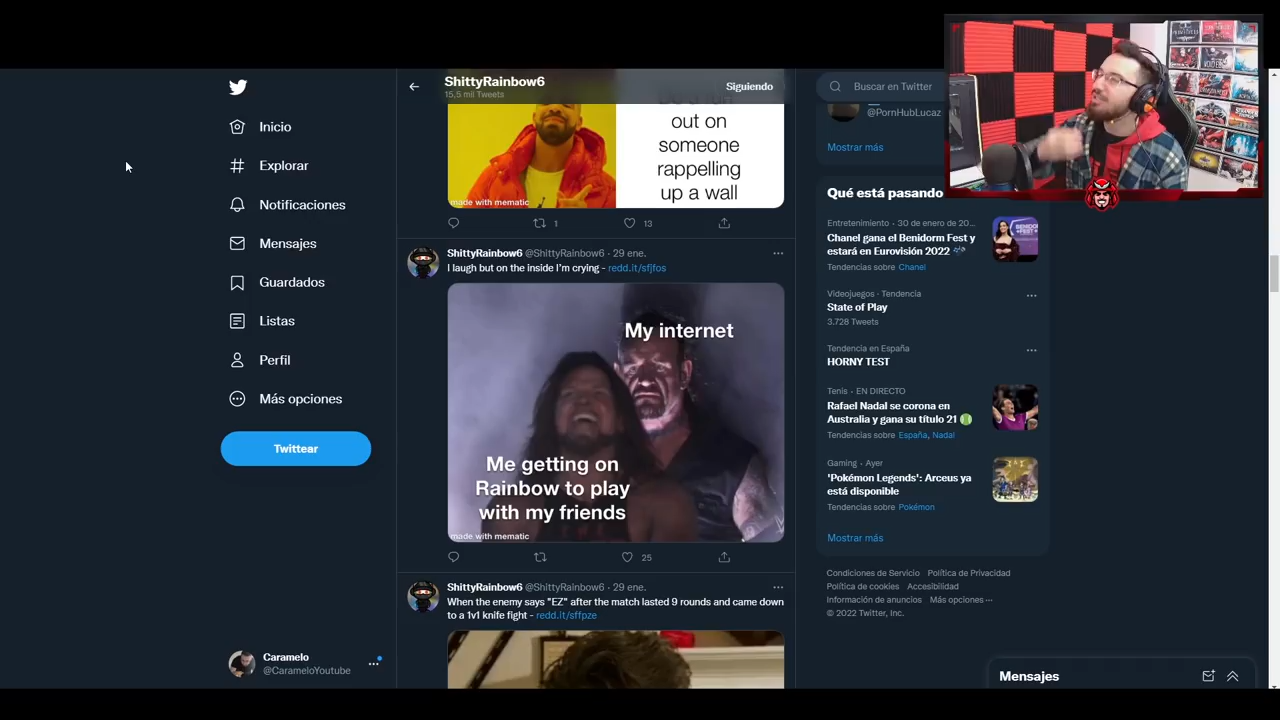 Inicio
Explorar
Notificaciones
Mensajes
Guardados
Listas
Perfil
Más opciones
Twittear
Caramelo
@CarameloYoutube
ShittyRainbow6
15,5 mil Tweets
Siguiendo
out on
someone
rappelling
up a wall
made with mematic
1
13
ShittyRainbow6 @ShittyRainbow6 · 29 ene.
I laugh but on the inside I'm crying - redd.it/sfjfos
My internet
Me getting on
Rainbow to play
with my friends
made with mematic
25
ShittyRainbow6 @ShittyRainbow6 · 29 ene.
When the enemy says "EZ" after the match lasted 9 rounds and came down
to a 1v1 knife fight - redd.it/sffpze
Buscar en Twitter
@PornHubLucaz
Mostrar más
Qué está pasando
Entretenimiento · 30 de enero de 20...
Chanel gana el Benidorm Fest y
estará en Eurovisión 2022
Tendencias sobre Chanel
Videojuegos · Tendencia
State of Play
3.728 Tweets
Tendencia en España
HORNY TEST
Tenis · EN DIRECTO
Rafael Nadal se corona en
Australia y gana su título 21
Tendencias sobre España, Nadal
Gaming · Ayer
'Pokémon Legends': Arceus ya
está disponible
Tendencias sobre Pokémon
Mostrar más
Condiciones de Servicio Política de Privacidad
Política de cookies Accesibilidad
Información de anuncios Más opciones ···
© 2022 Twitter, Inc.
Mensajes